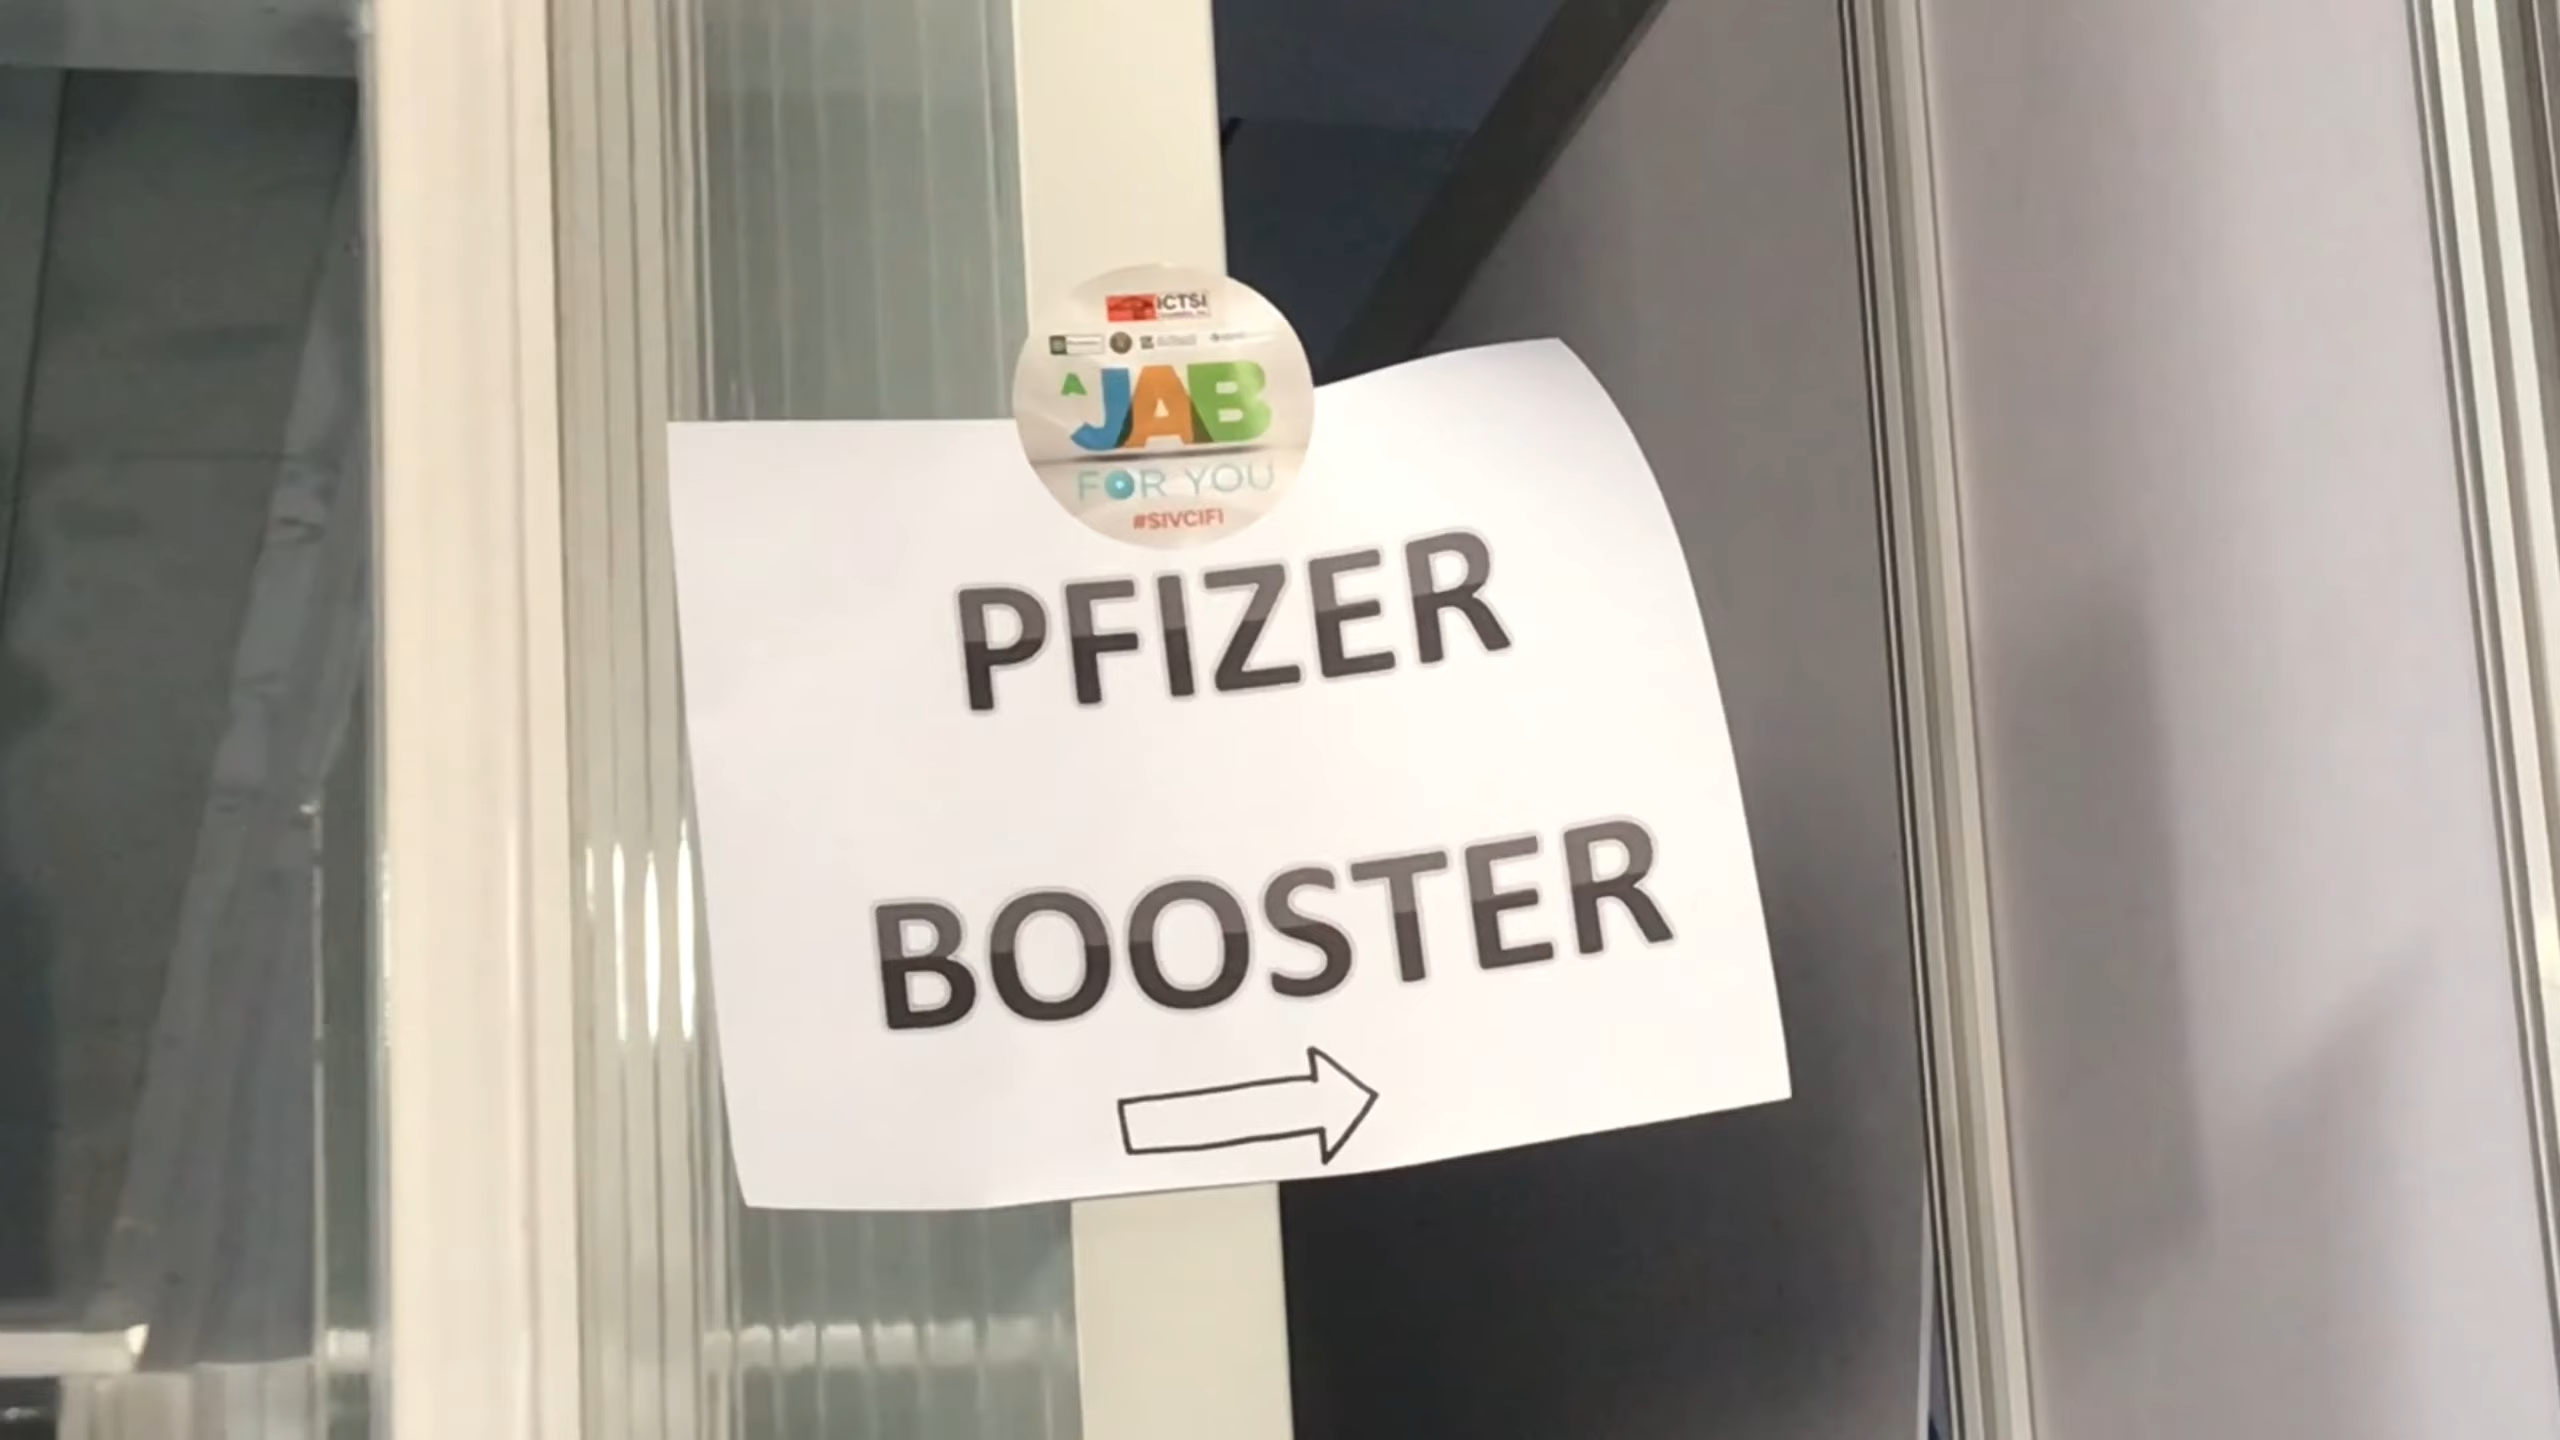 ICTSI
A JAB
FOR YOU
#SIVCIFI
PFIZER
BOOSTER